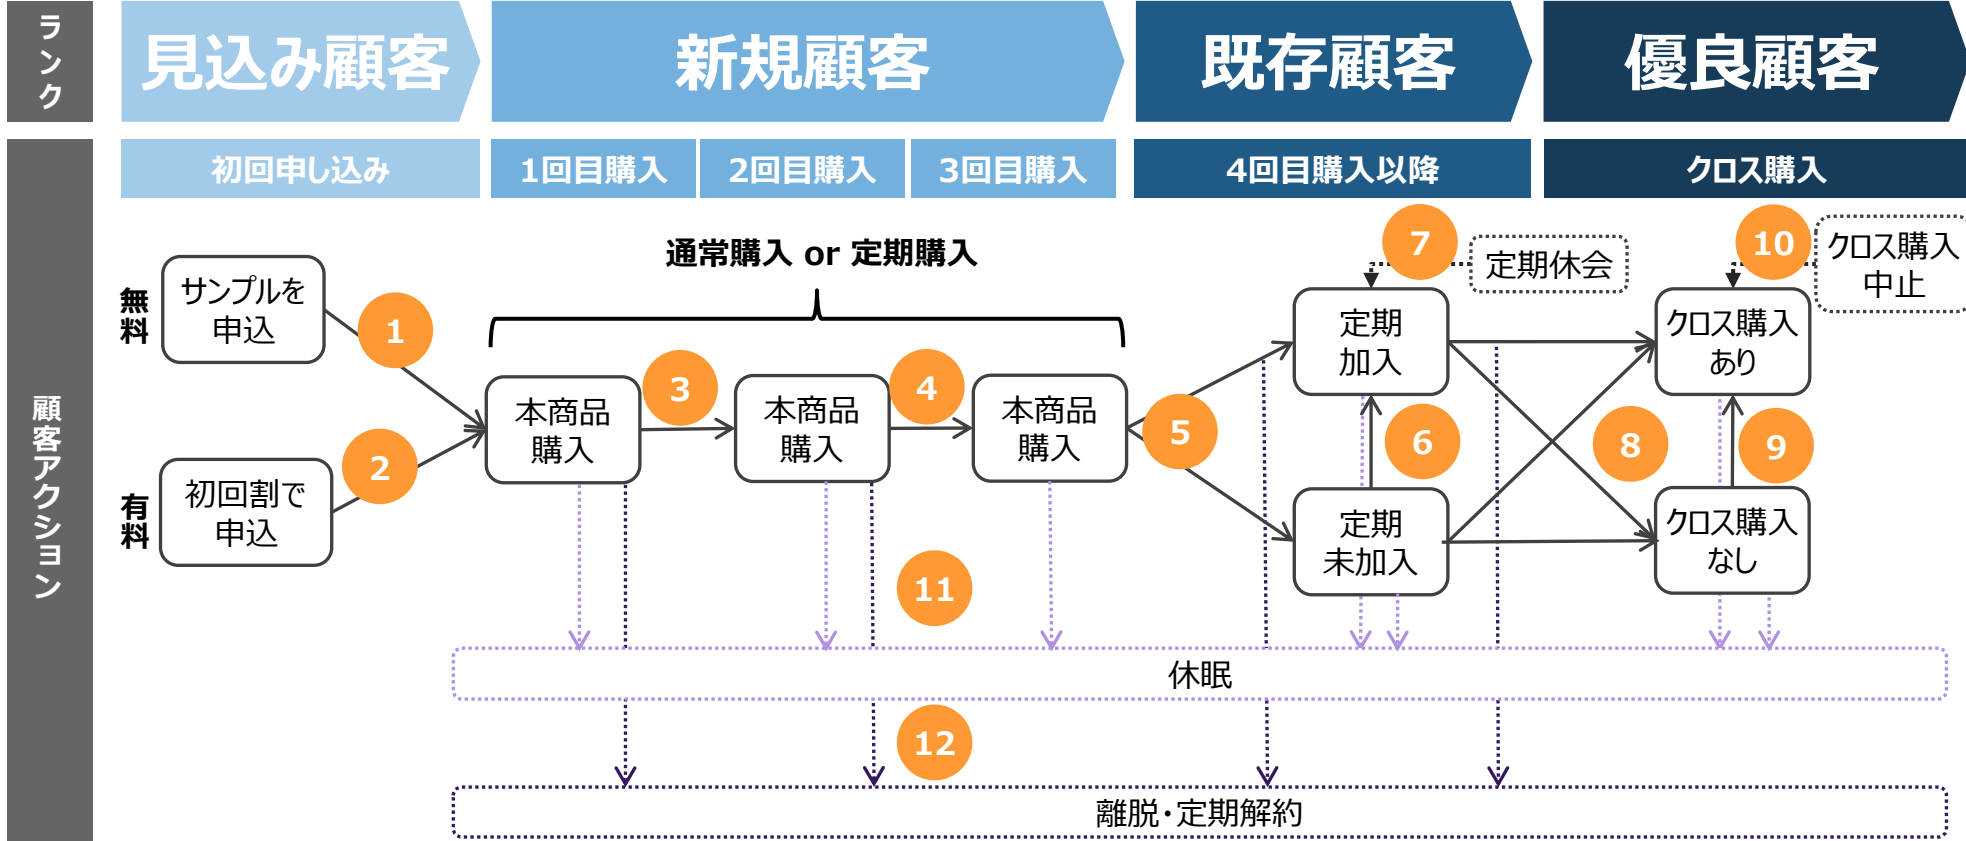 ランク
見込み顧客
新規顧客
既存顧客
優良顧客
顧客アクション
初回申し込み
1回目購入
2回目購入
3回目購入
4回目購入以降
クロス購入
通常購入 or 定期購入
無料
サンプルを
申込
1
有料
初回割で
申込
2
本商品
購入
3
本商品
購入
4
本商品
購入
5
7
定期休会
定期
加入
6
定期
未加入
8
10
クロス購入
中止
クロス購入
あり
9
クロス購入
なし
11
休眠
12
離脱・定期解約